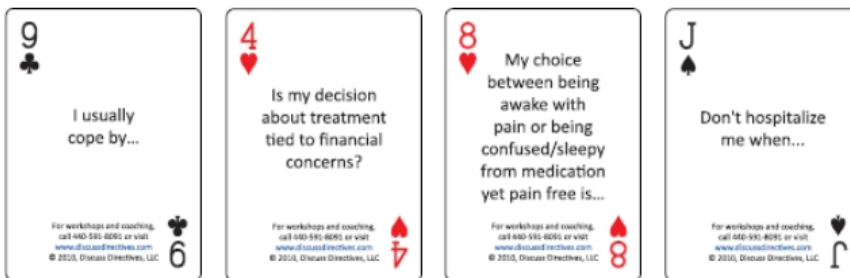 9
I usually
cope by...
For workshops and coaching,
call 440-591-8091 or visit
www.discussdirectives.com
© 2010, Discuss Directives, LLC
9
4
Is my decision
about treatment
tied to financial
concerns?
For workshops and coaching,
call 440-591-8091 or visit
www.discussdirectives.com
© 2010, Discuss Directives, LLC
4
8
My choice
between being
awake with
pain or being
confused/sleepy
from medication
yet pain free is...
For workshops and coaching,
call 440-591-8091 or visit
www.discussdirectives.com
© 2010, Discuss Directives, LLC
8
J
Don't hospitalize
me when...
For workshops and coaching,
call 440-591-8091 or visit
www.discussdirectives.com
© 2010, Discuss Directives, LLC
J